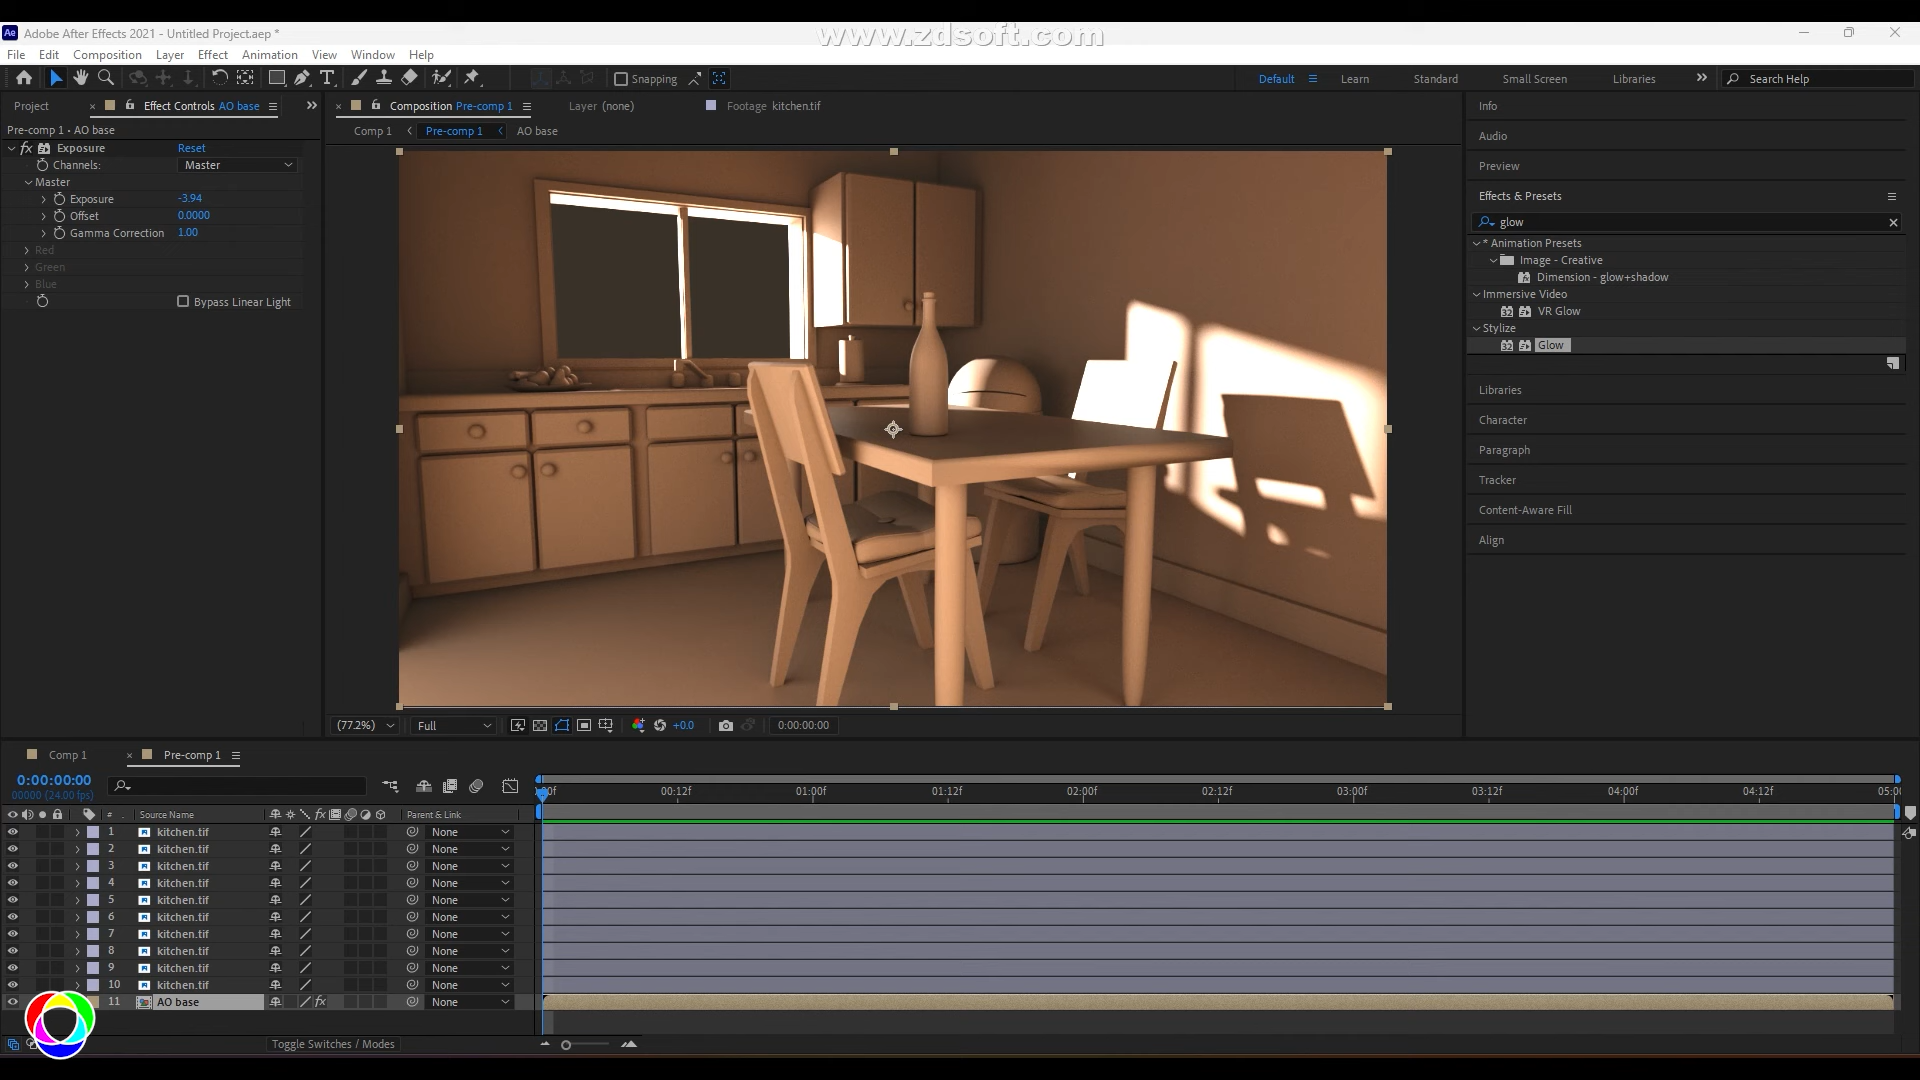 www.zdsoft.com
Ae Adobe After Effects 2021 - Untitled Project.aep *
File Edit Composition Layer Effect Animation View Window Help
Snapping Default Learn Standard Small Screen Libraries Search Help
Project Effect Controls AO base Composition Pre-comp 1 Layer (none) Footage kitchen.tif Info
Pre-comp 1 • AO base Comp 1 Pre-comp 1 AO base Audio
fx Exposure Reset
Channels: Master Preview
Master
Exposure -3.94 Effects & Presets
Offset 0.0000
glow
Gamma Correction 1.00
Red * Animation Presets
Green Image - Creative
Blue Dimension - glow+shadow
Bypass Linear Light Immersive Video
32 VR Glow
Stylize
32 Glow
Libraries
Character
Paragraph
Tracker
Content-Aware Fill
Align
(77.2%) Full +0.0 0:00:00:00
Comp 1 Pre-comp 1
0:00:00:00
00000 (24.00 fps)
00:12f 01:00f 01:12f 02:00f 02:12f 03:00f 03:12f 04:00f 04:12f
# Source Name fx Parent & Link
1 kitchen.tif None
2 kitchen.tif None
3 kitchen.tif None
4 kitchen.tif None
5 kitchen.tif None
6 kitchen.tif None
7 kitchen.tif None
8 kitchen.tif None
9 kitchen.tif None
10 kitchen.tif None
11 AO base fx None
Toggle Switches / Modes